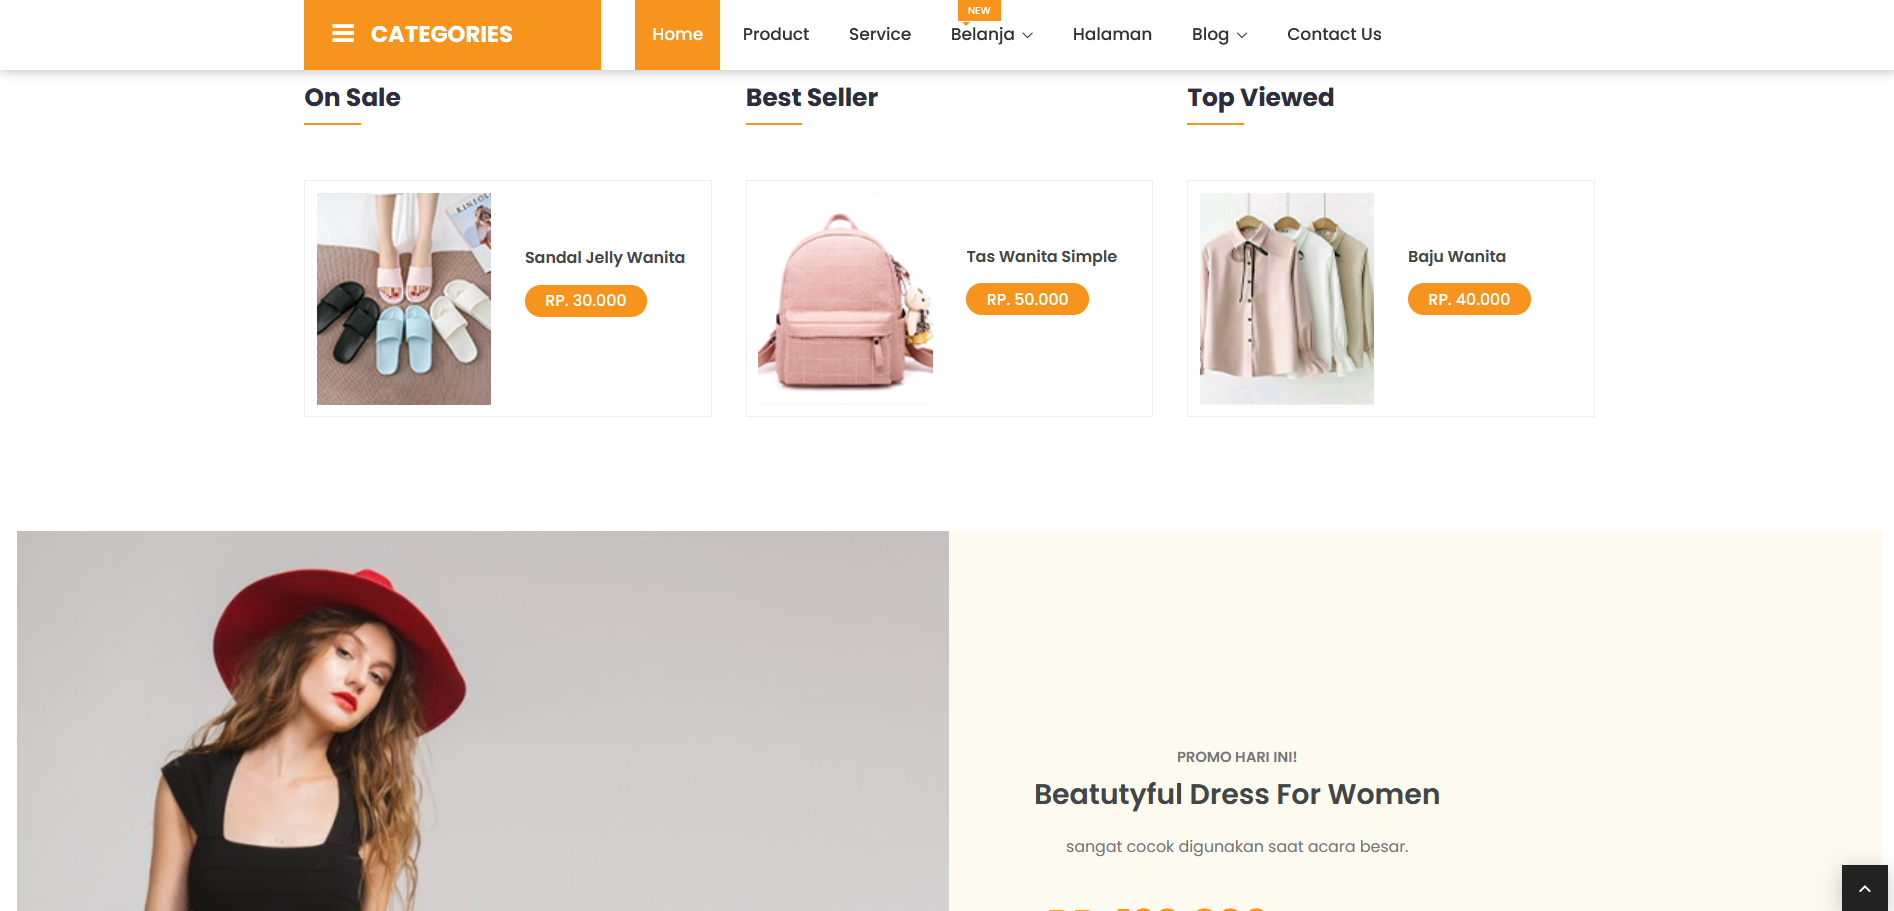 NEW
CATEGORIES
Home
Product
Service
Belanja
Halaman
Blog
Contact Us
On Sale
Best Seller
Top Viewed
Sandal Jelly Wanita
RP. 30.000
Tas Wanita Simple
RP. 50.000
Baju Wanita
RP. 40.000
PROMO HARI INI!
Beatutyful Dress For Women
sangat cocok digunakan saat acara besar.